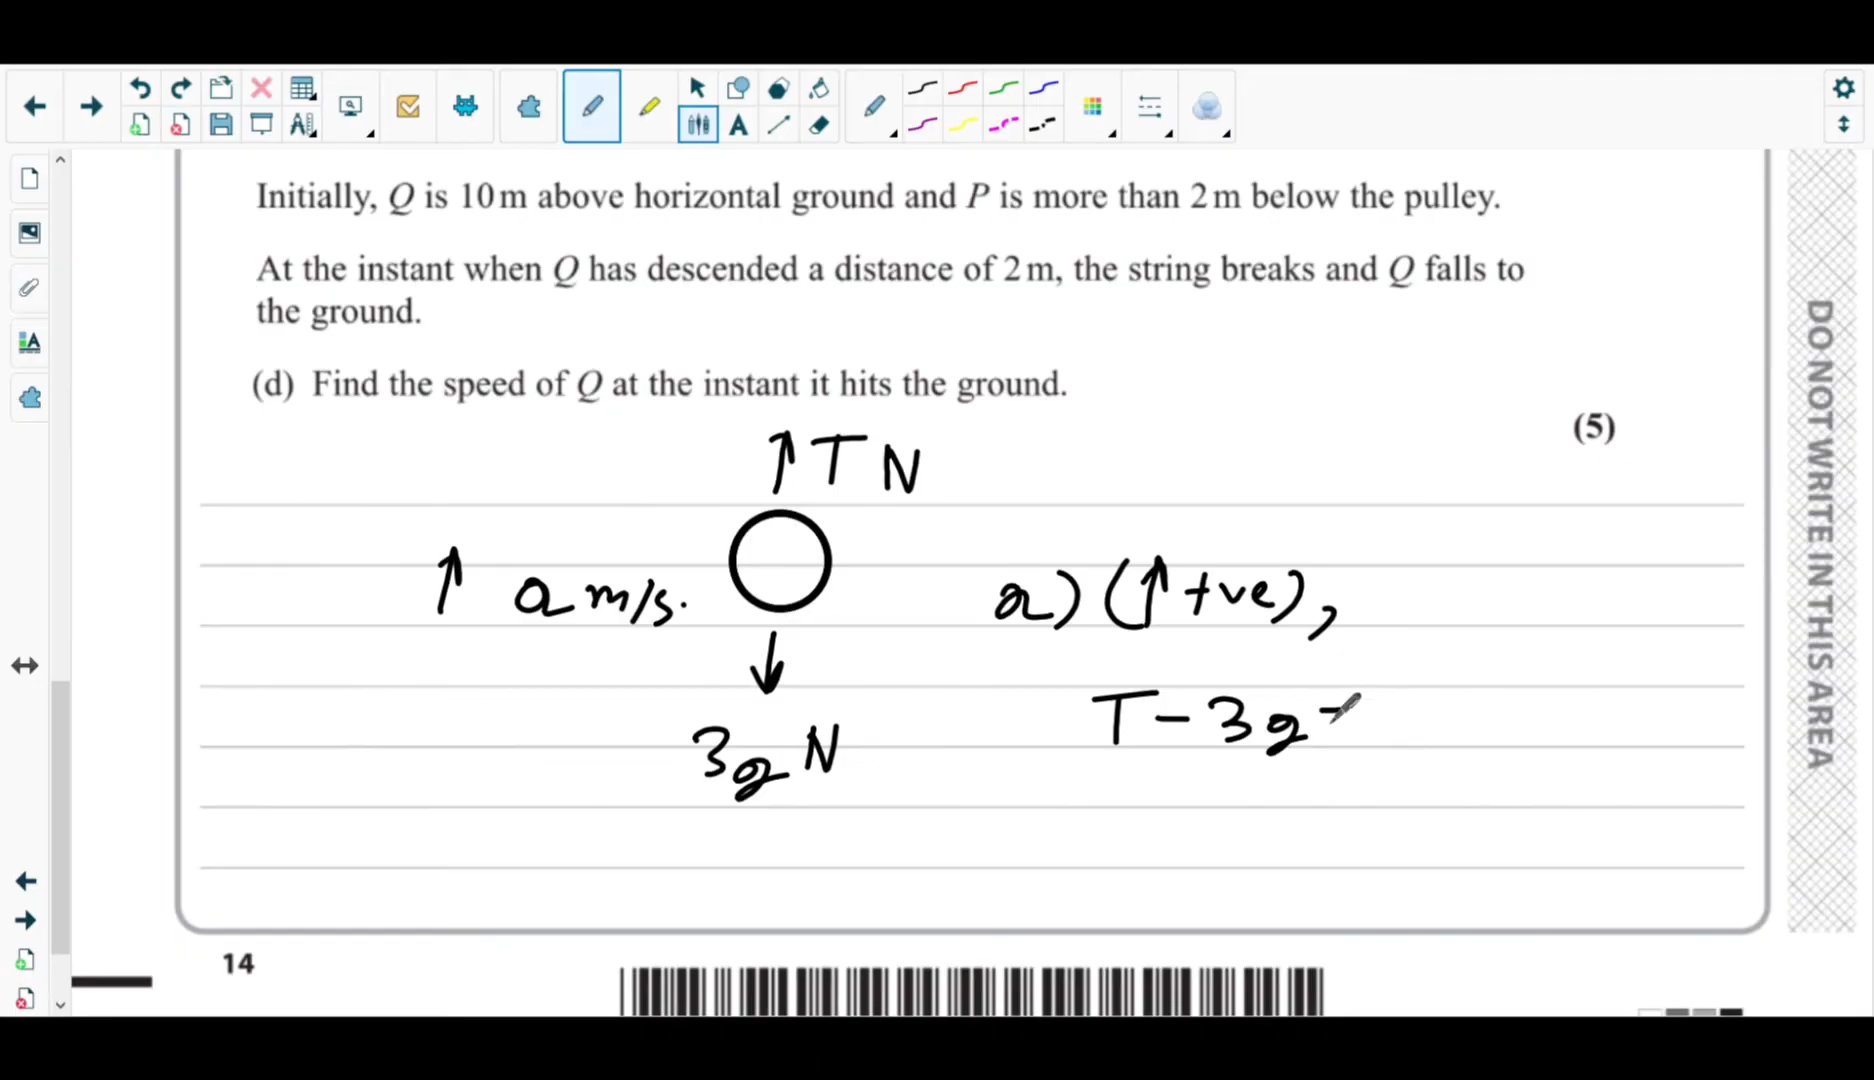 Initially, Q is 10 m above horizontal ground and P is more than 2 m below the pulley.
At the instant when Q has descended a distance of 2 m, the string breaks and Q falls to
the ground.
(d) Find the speed of Q at the instant it hits the ground.
(5)
↑ T N
↑ a m/s.
a) (↑ +ve),
↓
T - 3g -
3g N
14
DO NOT WRITE IN THIS AREA